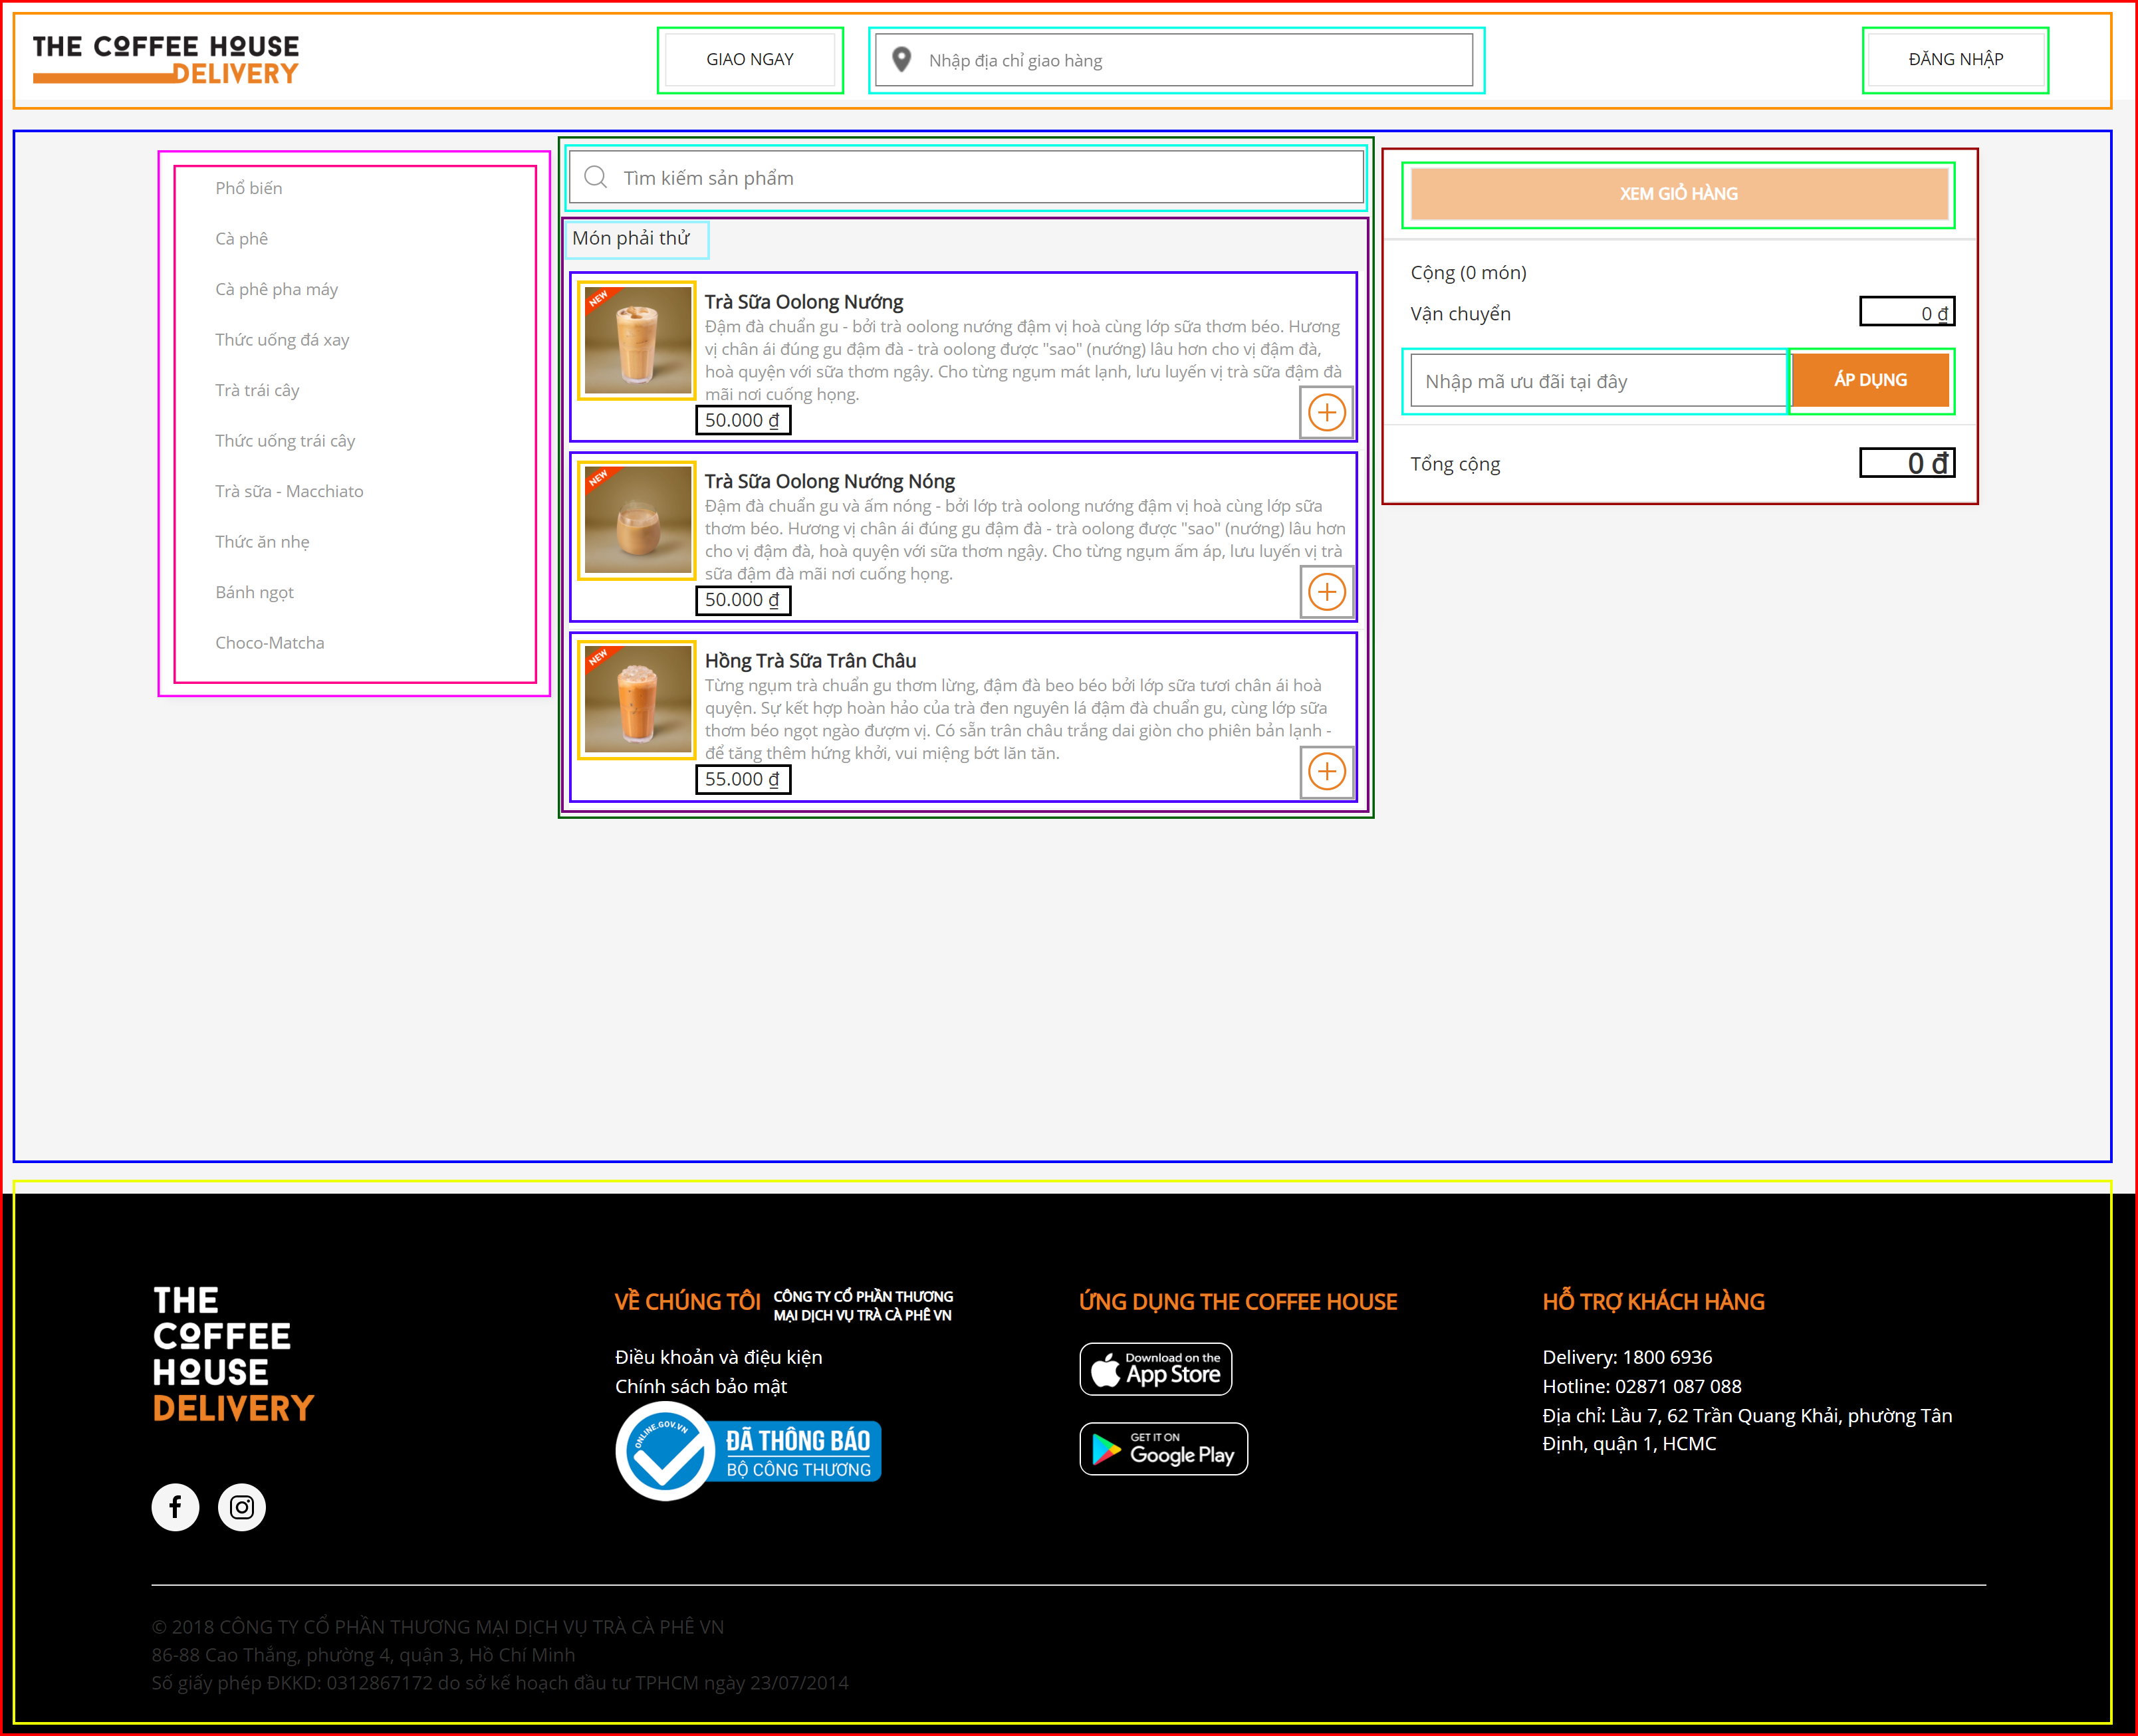 THE COFFEE HOUSE
DELIVERY
GIAO NGAY
Nhập địa chỉ giao hàng
ĐĂNG NHẬP
Phổ biến
Cà phê
Cà phê pha máy
Thức uống đá xay
Trà trái cây
Thức uống trái cây
Trà sữa - Macchiato
Thức ăn nhẹ
Bánh ngọt
Choco-Matcha
Tìm kiếm sản phẩm
Món phải thử
NEW
Trà Sữa Oolong Nướng
Đậm đà chuẩn gu - bởi trà oolong nướng đậm vị hoà cùng lớp sữa thơm béo. Hương
vị chân ái đúng gu đậm đà - trà oolong được "sao" (nướng) lâu hơn cho vị đậm đà,
hoà quyện với sữa thơm ngậy. Cho từng ngụm mát lạnh, lưu luyến vị trà sữa đậm đà
mãi nơi cuống họng.
50.000 ₫
NEW
Trà Sữa Oolong Nướng Nóng
Đậm đà chuẩn gu và ấm nóng - bởi lớp trà oolong nướng đậm vị hoà cùng lớp sữa
thơm béo. Hương vị chân ái đúng gu đậm đà - trà oolong được "sao" (nướng) lâu hơn
cho vị đậm đà, hoà quyện với sữa thơm ngậy. Cho từng ngụm ấm áp, lưu luyến vị trà
sữa đậm đà mãi nơi cuống họng.
50.000 ₫
NEW
Hồng Trà Sữa Trân Châu
Từng ngụm trà chuẩn gu thơm lừng, đậm đà beo béo bởi lớp sữa tươi chân ái hoà
quyện. Sự kết hợp hoàn hảo của trà đen nguyên lá đậm đà chuẩn gu, cùng lớp sữa
thơm béo ngọt ngào đượm vị. Có sẵn trân châu trắng dai giòn cho phiên bản lạnh -
để tăng thêm hứng khởi, vui miệng bớt lăn tăn.
55.000 ₫
XEM GIỎ HÀNG
Cộng (0 món)
Vận chuyển 0 ₫
Nhập mã ưu đãi tại đây
ÁP DỤNG
Tổng cộng 0 đ
THE
COFFEE
HOUSE
DELIVERY
VỀ CHÚNG TÔI
CÔNG TY CỔ PHẦN THƯƠNG
MẠI DỊCH VỤ TRÀ CÀ PHÊ VN
Điều khoản và điệu kiện
Chính sách bảo mật
ONLINE.GOV.VN
ĐÃ THÔNG BÁO
BỘ CÔNG THƯƠNG
ỨNG DỤNG THE COFFEE HOUSE
Download on the
App Store
GET IT ON
Google Play
HỖ TRỢ KHÁCH HÀNG
Delivery: 1800 6936
Hotline: 02871 087 088
Địa chỉ: Lầu 7, 62 Trần Quang Khải, phường Tân
Định, quận 1, HCMC
© 2018 CÔNG TY CỔ PHẦN THƯƠNG MẠI DỊCH VỤ TRÀ CÀ PHÊ VN
86-88 Cao Thắng, phường 4, quận 3, Hồ Chí Minh
Số giấy phép ĐKKD: 0312867172 do sở kế hoạch đầu tư TPHCM ngày 23/07/2014